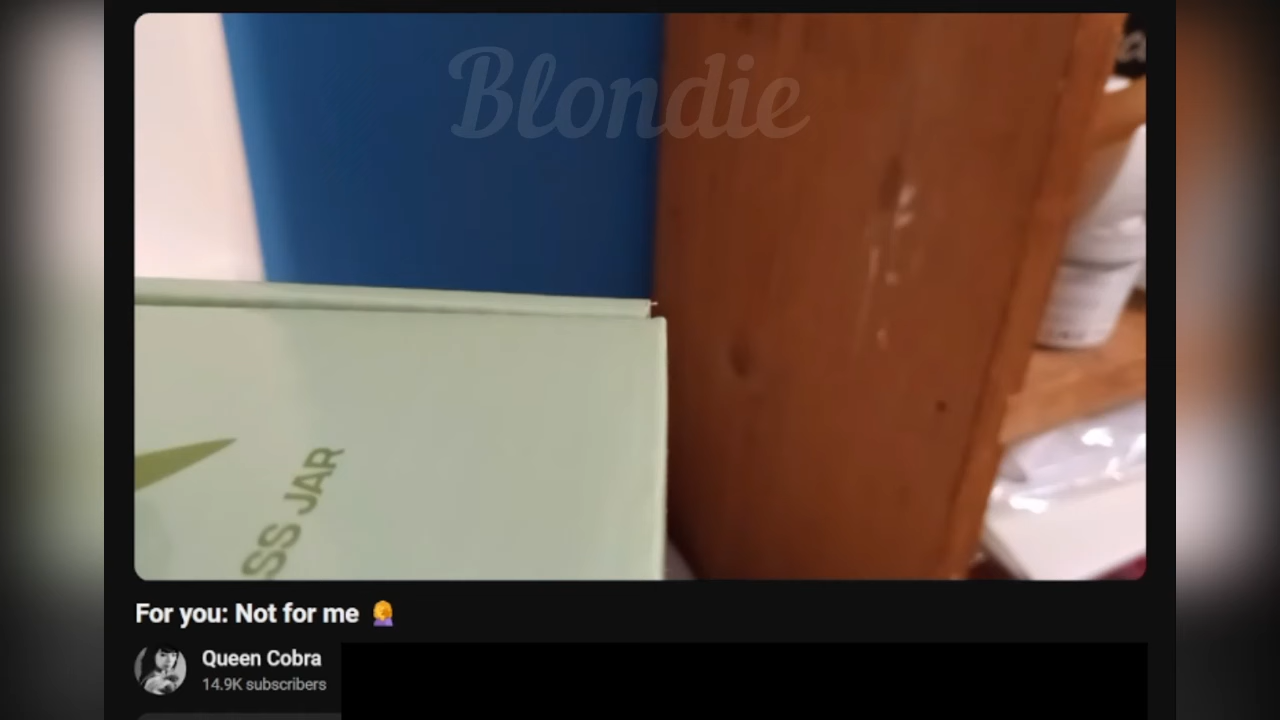 Blondie
SS JAR
For you: Not for me 🤦‍♀️
Queen Cobra
14.9K subscribers